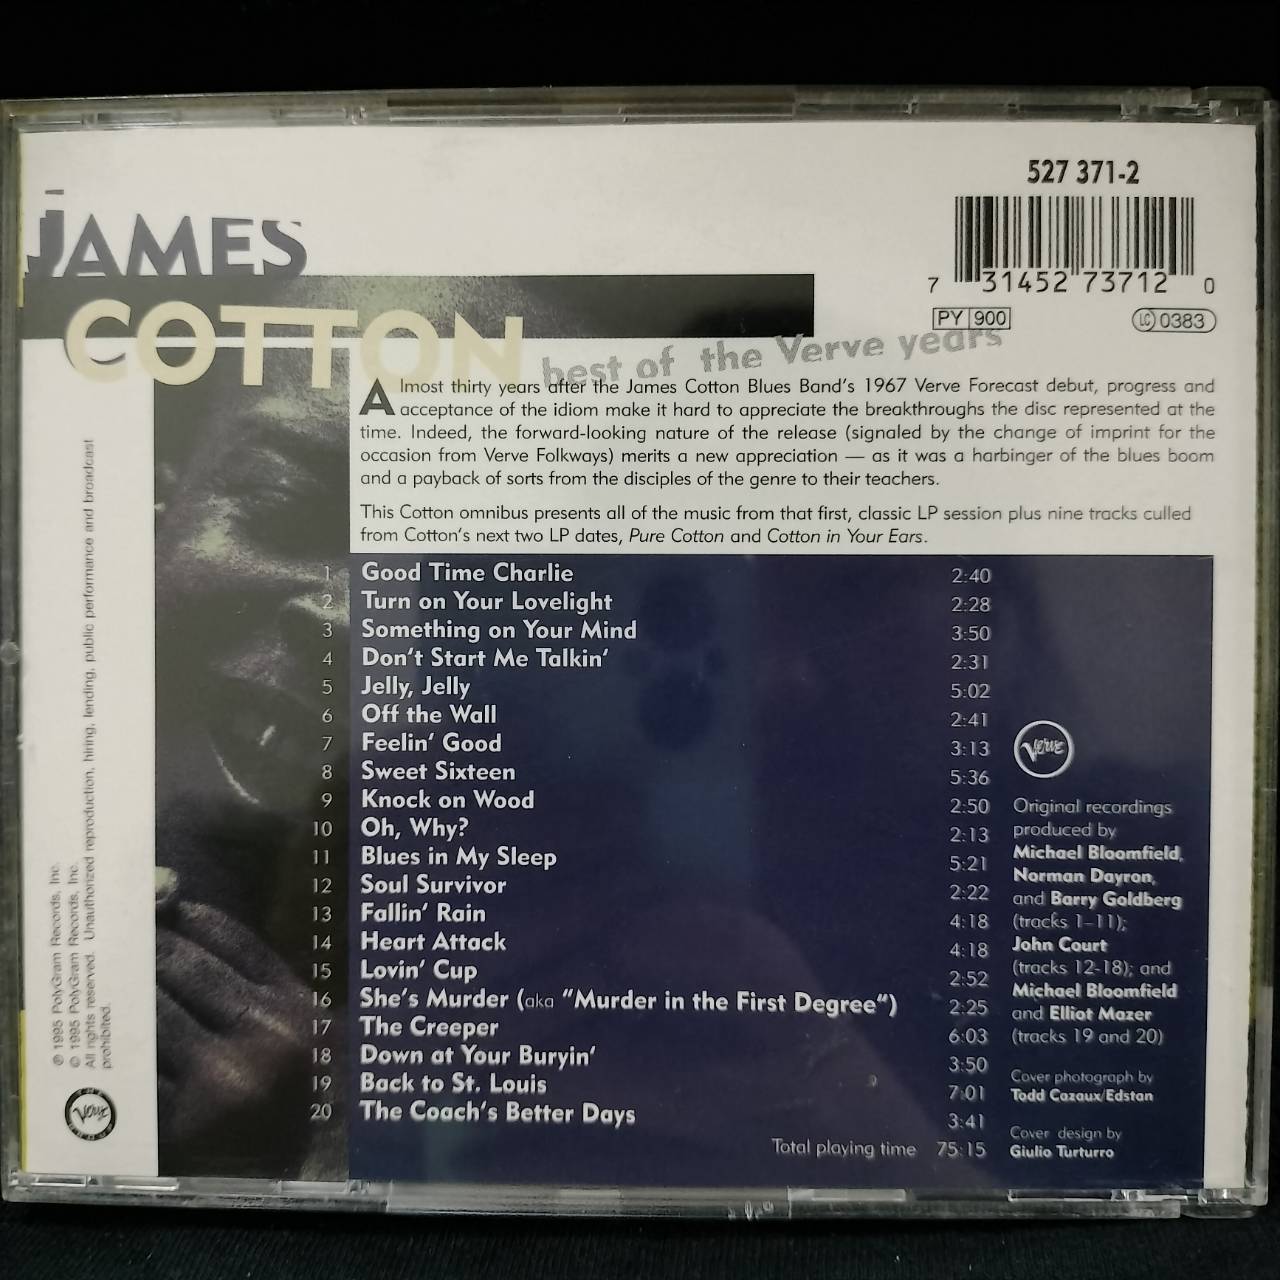 527 371-2
7 31452 73712 0
PY 900
LC 0383
JAMES
COTTON
best of the Verve years
Almost thirty years after the James Cotton Blues Band's 1967 Verve Forecast debut, progress and
acceptance of the idiom make it hard to appreciate the breakthroughs the disc represented at the
time. Indeed, the forward-looking nature of the release (signaled by the change of imprint for the
occasion from Verve Folkways) merits a new appreciation — as it was a harbinger of the blues boom
and a payback of sorts from the disciples of the genre to their teachers.
This Cotton omnibus presents all of the music from that first, classic LP session plus nine tracks culled
from Cotton's next two LP dates, Pure Cotton and Cotton in Your Ears.
1 Good Time Charlie 2:40
2 Turn on Your Lovelight 2:28
3 Something on Your Mind 3:50
4 Don't Start Me Talkin' 2:31
5 Jelly, Jelly 5:02
6 Off the Wall 2:41
7 Feelin' Good 3:13
8 Sweet Sixteen 5:36
9 Knock on Wood 2:50
10 Oh, Why? 2:13
11 Blues in My Sleep 5:21
12 Soul Survivor 2:22
13 Fallin' Rain 4:18
14 Heart Attack 4:18
15 Lovin' Cup 2:52
16 She's Murder (aka "Murder in the First Degree") 2:25
17 The Creeper 6:03
18 Down at Your Buryin' 3:50
19 Back to St. Louis 7:01
20 The Coach's Better Days 3:41
Total playing time 75:15
Verve
Original recordings
produced by
Michael Bloomfield,
Norman Dayron,
and Barry Goldberg
(tracks 1–11);
John Court
(tracks 12-18); and
Michael Bloomfield
and Elliot Mazer
(tracks 19 and 20)
Cover photograph by
Todd Cazaux/Edstan
Cover design by
Giulio Turturro
℗ 1995 PolyGram Records, Inc.
© 1995 PolyGram Records, Inc.
All rights reserved. Unauthorized reproduction, hiring, lending, public performance and broadcast
prohibited.
Verve